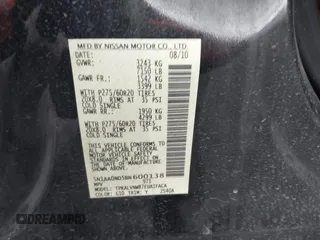 MFD BY NISSAN MOTOR CO., LTD.
DATE: 08/10
GVWR: 3243 KG
7150 LB
GAWR FR: 1542 KG
3399 LB
WITH P275/60R20 TIRES
20X8.0 RIMS AT 35 PSI
COLD SINGLE
GAWR RR: 1950 KG
4299 LB
WITH P275/60R20 TIRES
20X8.0 RIMS AT 35 PSI
COLD SINGLE
THIS VEHICLE CONFORMS TO ALL
APPLICABLE FEDERAL
MOTOR VEHICLE SAFETY
STANDARDS IN EFFECT ON THE
DATE OF MANUFACTURE
SHOWN ABOVE.
600138
MPV
COLOR: TRIM: